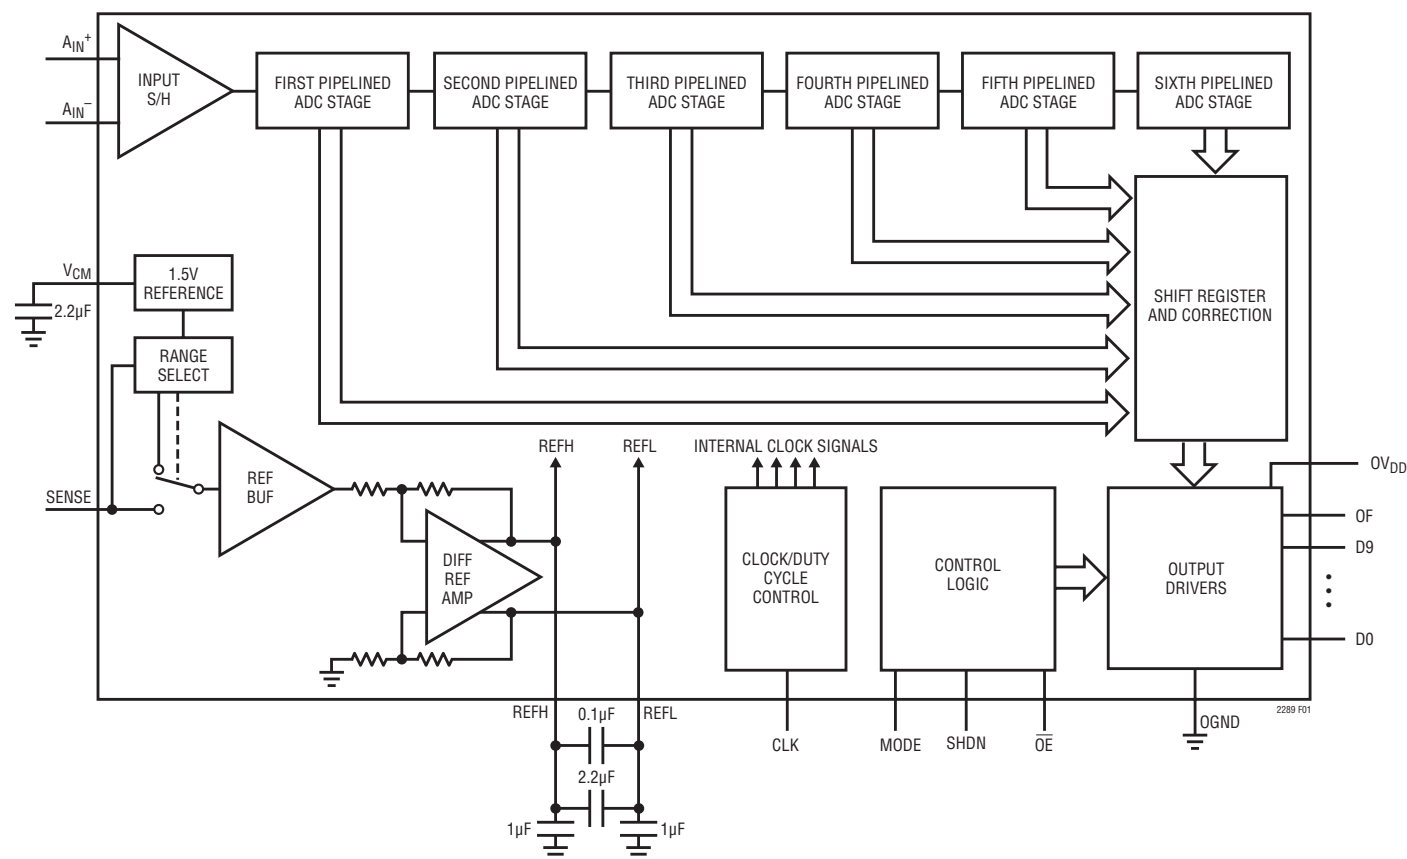 AIN+
AIN–
INPUT
S/H
FIRST PIPELINED
ADC STAGE
SECOND PIPELINED
ADC STAGE
THIRD PIPELINED
ADC STAGE
FOURTH PIPELINED
ADC STAGE
FIFTH PIPELINED
ADC STAGE
SIXTH PIPELINED
ADC STAGE
VCM
2.2µF
1.5V
REFERENCE
RANGE
SELECT
SHIFT REGISTER
AND CORRECTION
SENSE
REF
BUF
REFH
REFL
INTERNAL CLOCK SIGNALS
DIFF
REF
AMP
CLOCK/DUTY
CYCLE
CONTROL
CONTROL
LOGIC
OUTPUT
DRIVERS
OVDD
OF
D9
D0
REFH
0.1µF
REFL
2.2µF
1µF
1µF
CLK
MODE
SHDN
O̅E̅
OGND
2289 F01